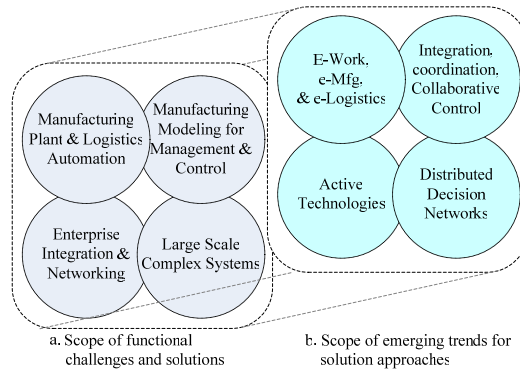 Manufacturing
Plant & Logistics
Automation
Manufacturing
Modeling for
Management &
Control
Enterprise
Integration &
Networking
Large Scale
Complex Systems
E-Work,
e-Mfg,
& e-Logistics
Integration,
coordination,
Collaborative
Control
Active
Technologies
Distributed
Decision
Networks
a. Scope of functional
challenges and solutions
b. Scope of emerging trends for
solution approaches